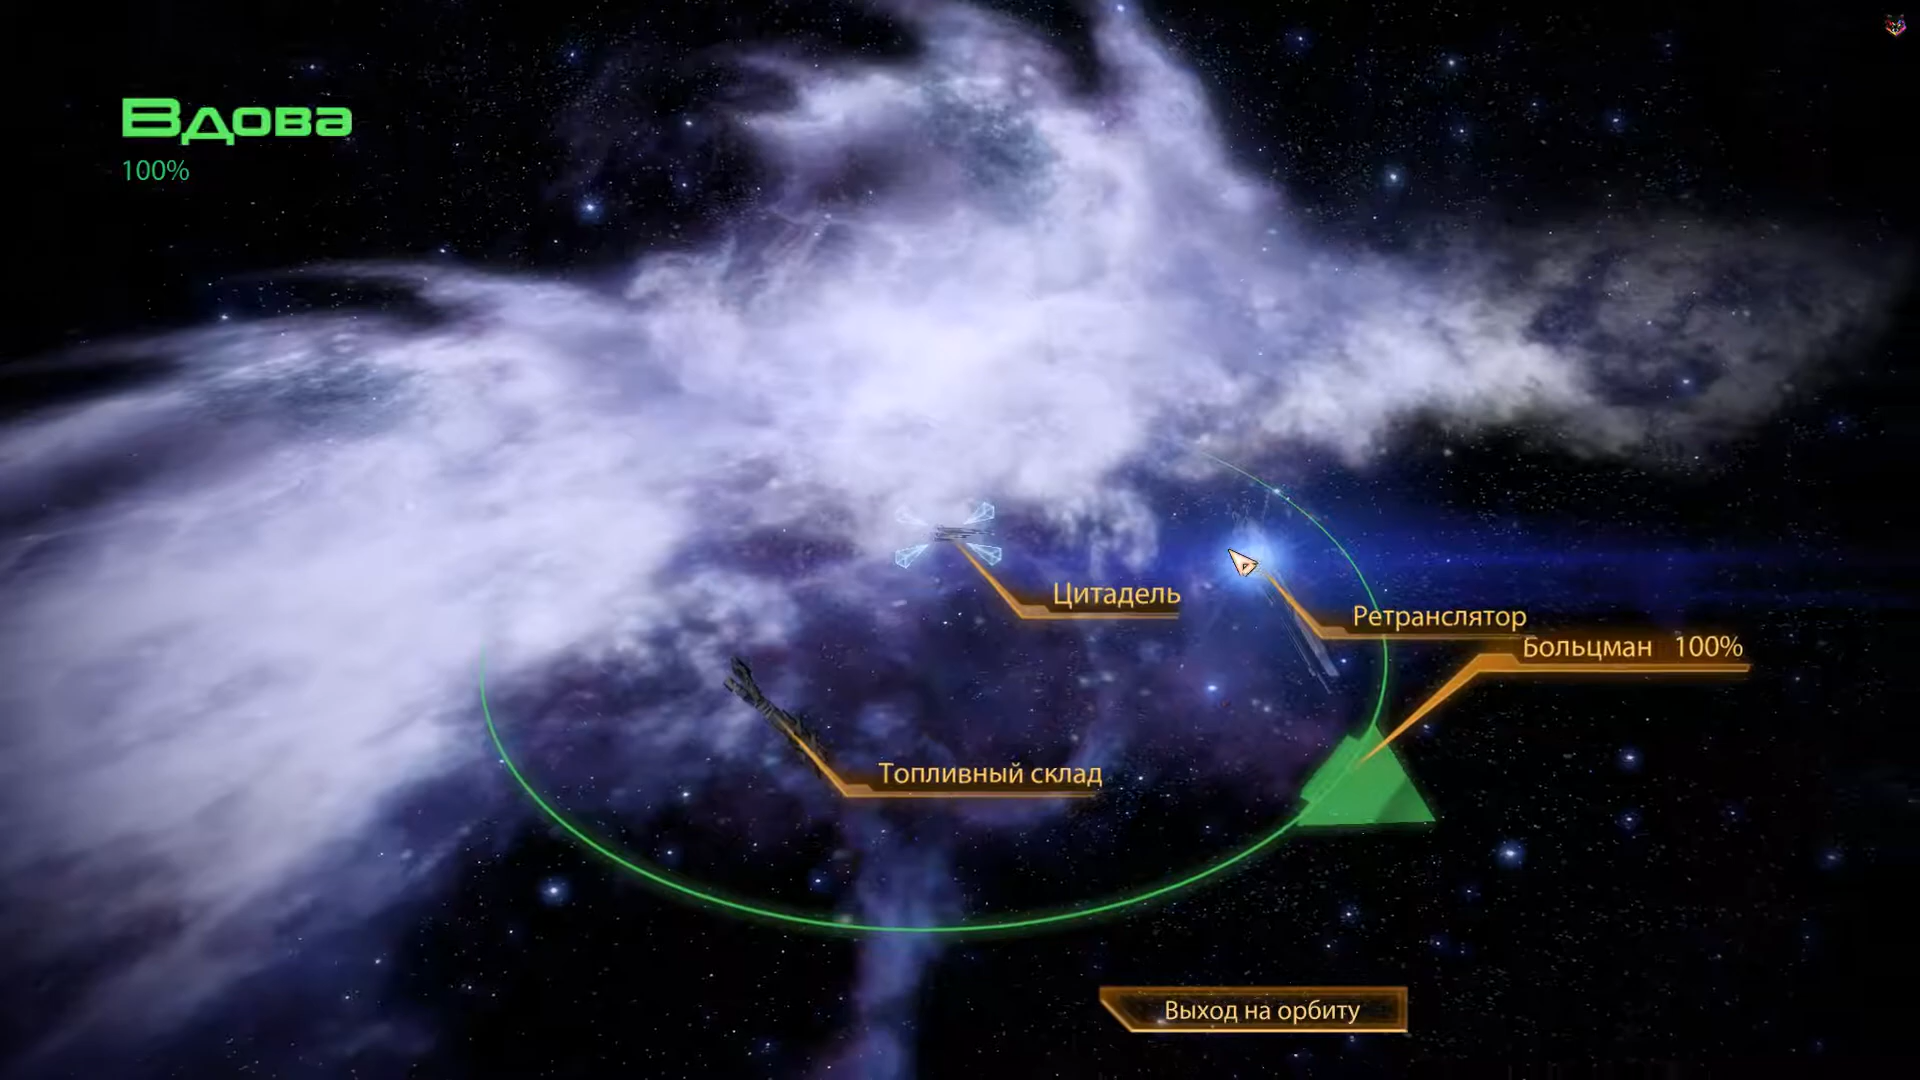 Вдова
100%
Цитадель
Ретранслятор
Больцман 100%
Топливный склад
Выход на орбиту